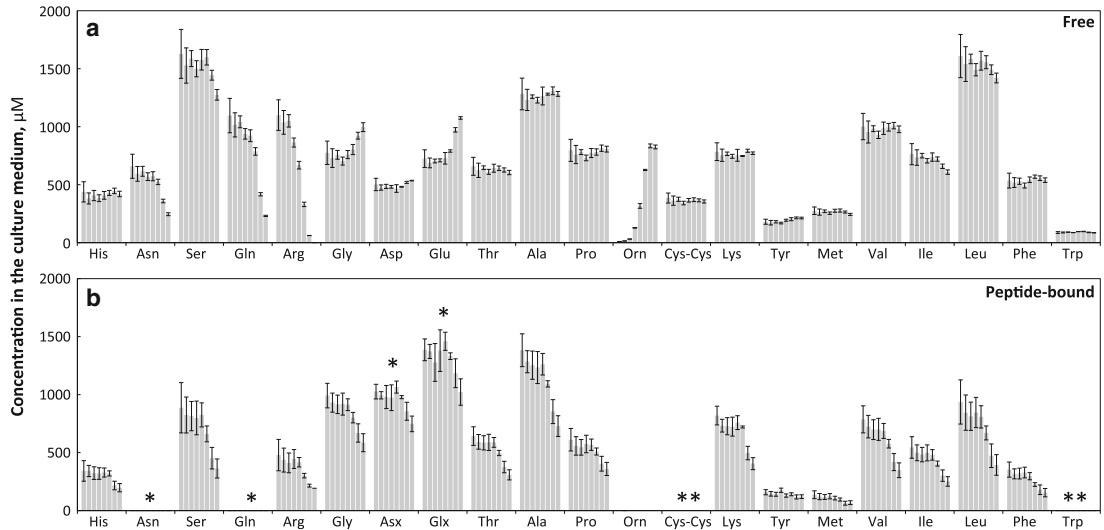 Concentration in the culture medium, µM
a
Free
2000
1500
1000
500
0
His Asn Ser Gln Arg Gly Asp Glu Thr Ala Pro Orn Cys-Cys Lys Tyr Met Val Ile Leu Phe Trp
b
Peptide-bound
2000
1500
1000
500
0
* * * * ** **
His Asn Ser Gln Arg Gly Asx Glx Thr Ala Pro Orn Cys-Cys Lys Tyr Met Val Ile Leu Phe Trp